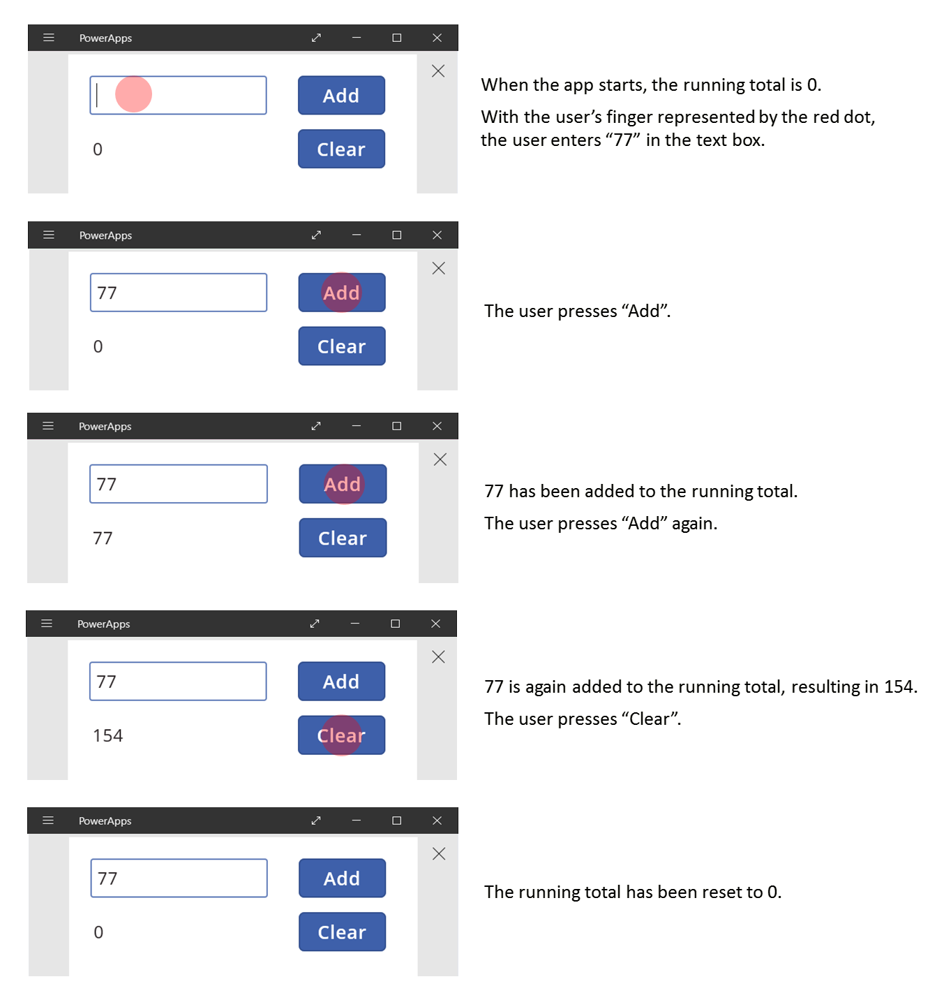 PowerApps
Add
When the app starts, the running total is 0.
With the user’s finger represented by the red dot,
the user enters “77” in the text box.
0
Clear
PowerApps
77
Add
The user presses “Add”.
0
Clear
PowerApps
77
Add
77 has been added to the running total.
The user presses “Add” again.
77
Clear
PowerApps
77
Add
77 is again added to the running total, resulting in 154.
The user presses “Clear”.
154
Clear
PowerApps
77
Add
The running total has been reset to 0.
0
Clear